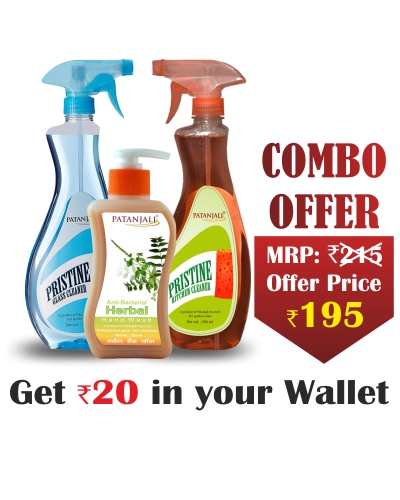 COMBO
OFFER
MRP: ₹215
Offer Price
₹195
PATANJALI
PRISTINE
GLASS CLEANER
PATANJALI
Anti-Bacterial
Herbal
Hand Wash
PATANJALI
PRISTINE
KITCHEN CLEANER
Get ₹20 in your Wallet